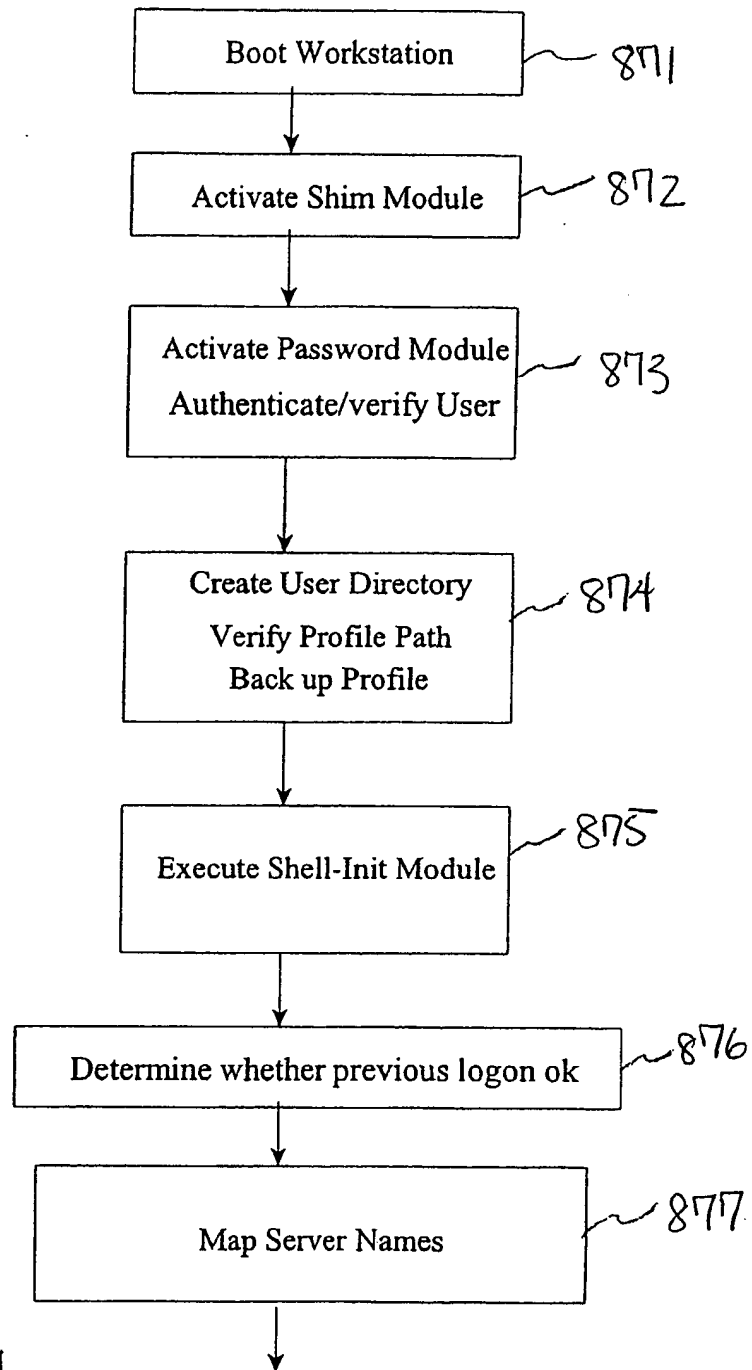 Boot Workstation
871
Activate Shim Module
872
Activate Password Module
Authenticate/verify User
873
Create User Directory
Verify Profile Path
Back up Profile
874
Execute Shell-Init Module
875
Determine whether previous logon ok
876
Map Server Names
877